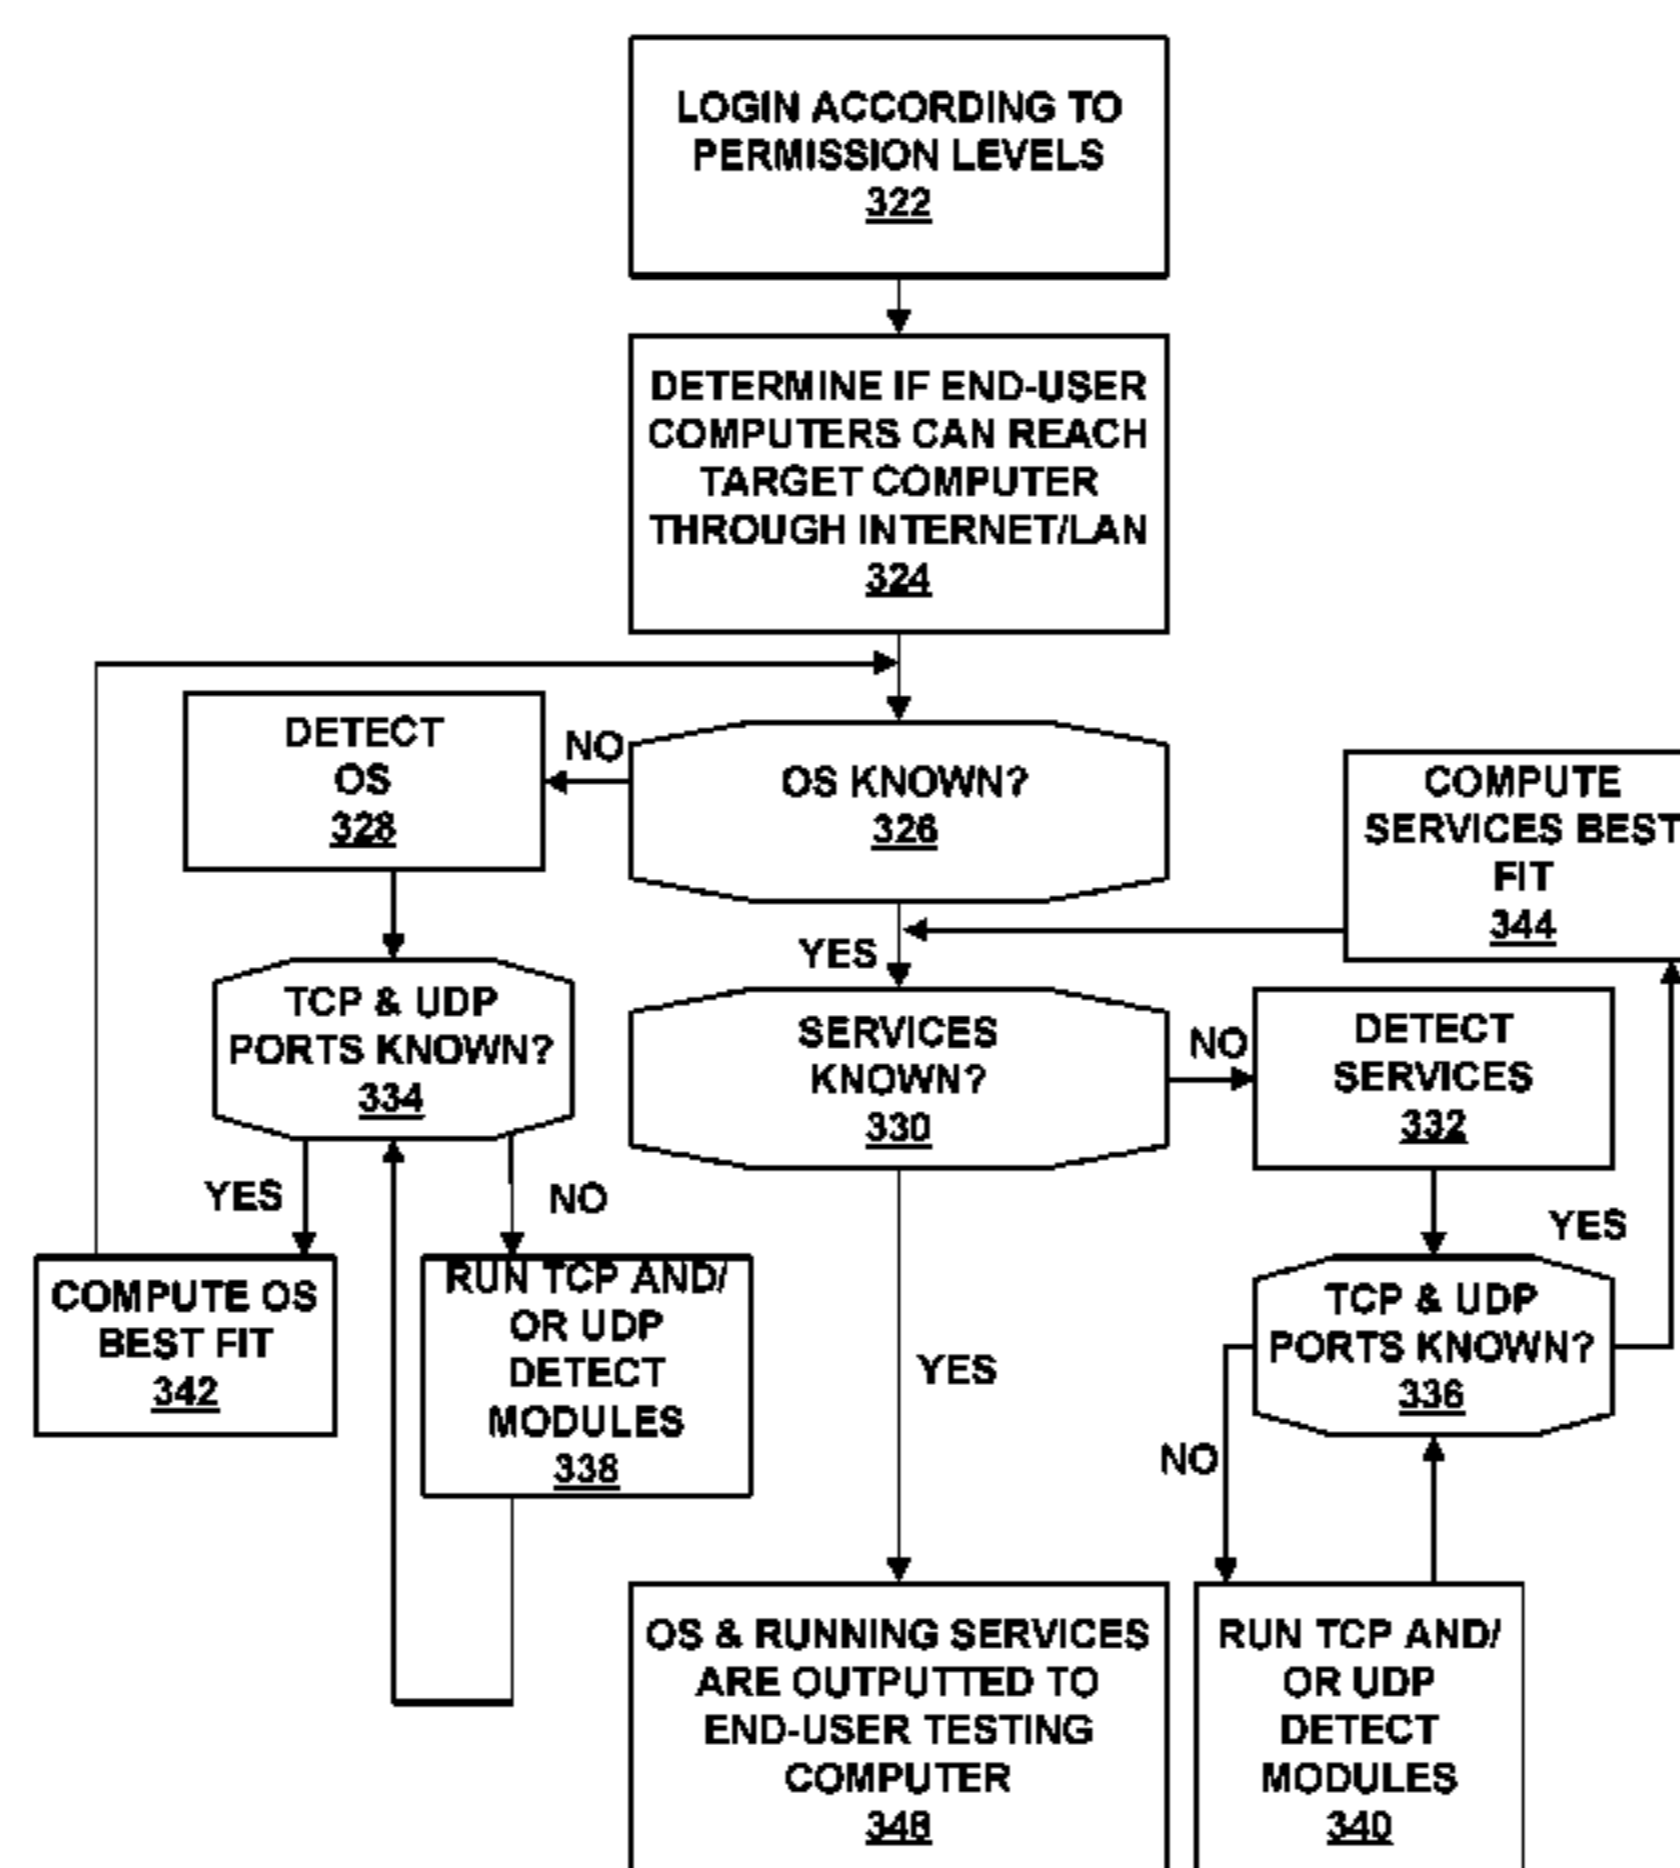 LOGIN ACCORDING TO
PERMISSION LEVELS
322
DETERMINE IF END-USER
COMPUTERS CAN REACH
TARGET COMPUTER
THROUGH INTERNET/LAN
324
DETECT
OS
328
NO
OS KNOWN?
326
COMPUTE
SERVICES BEST
FIT
344
YES
TCP & UDP
PORTS KNOWN?
334
SERVICES
KNOWN?
330
NO
DETECT
SERVICES
332
YES
NO
YES
COMPUTE OS
BEST FIT
342
RUN TCP AND/
OR UDP
DETECT
MODULES
338
YES
TCP & UDP
PORTS KNOWN?
336
NO
OS & RUNNING SERVICES
ARE OUTPUTTED TO
END-USER TESTING
COMPUTER
RUN TCP AND/
OR UDP
DETECT
MODULES
340